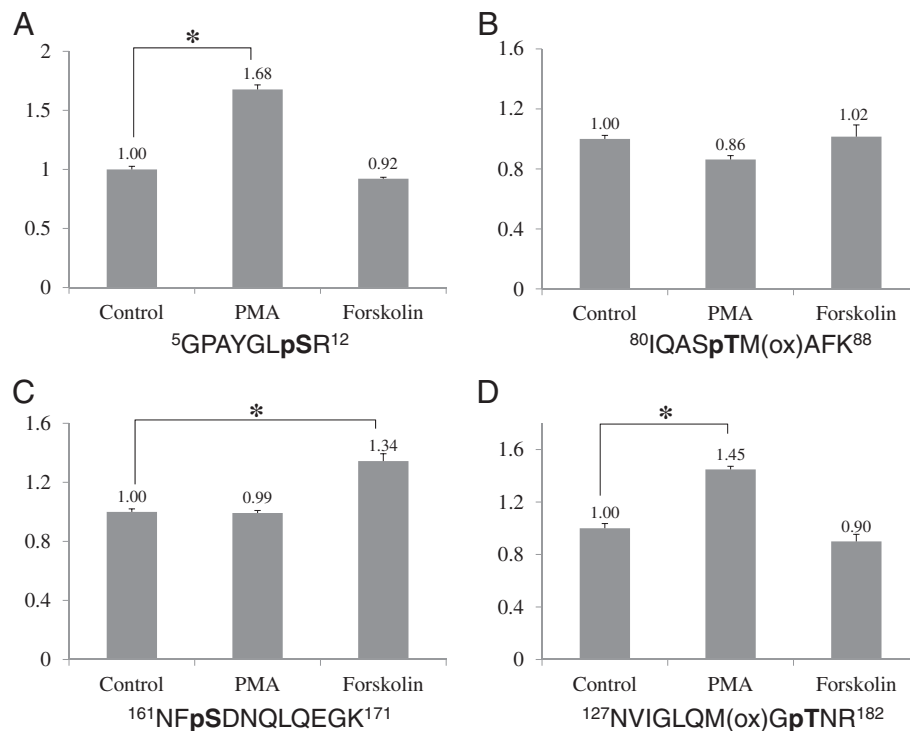 A
*
2
1.5
1
0.5
0
1.00
1.68
0.92
Control PMA Forskolin
⁵GPAYGLpSR¹²
B
1.6
1.2
0.8
0.4
0
1.00
0.86
1.02
Control PMA Forskolin
⁸⁰IQASpTM(ox)AFK⁸⁸
C
*
1.6
1.2
0.8
0.4
0
1.00
0.99
1.34
Control PMA Forskolin
¹⁶¹NFpSDNQLQEGK¹⁷¹
D
*
1.6
1.2
0.8
0.4
0
1.00
1.45
0.90
Control PMA Forskolin
¹²⁷NVIGLQM(ox)GpTNR¹⁸²